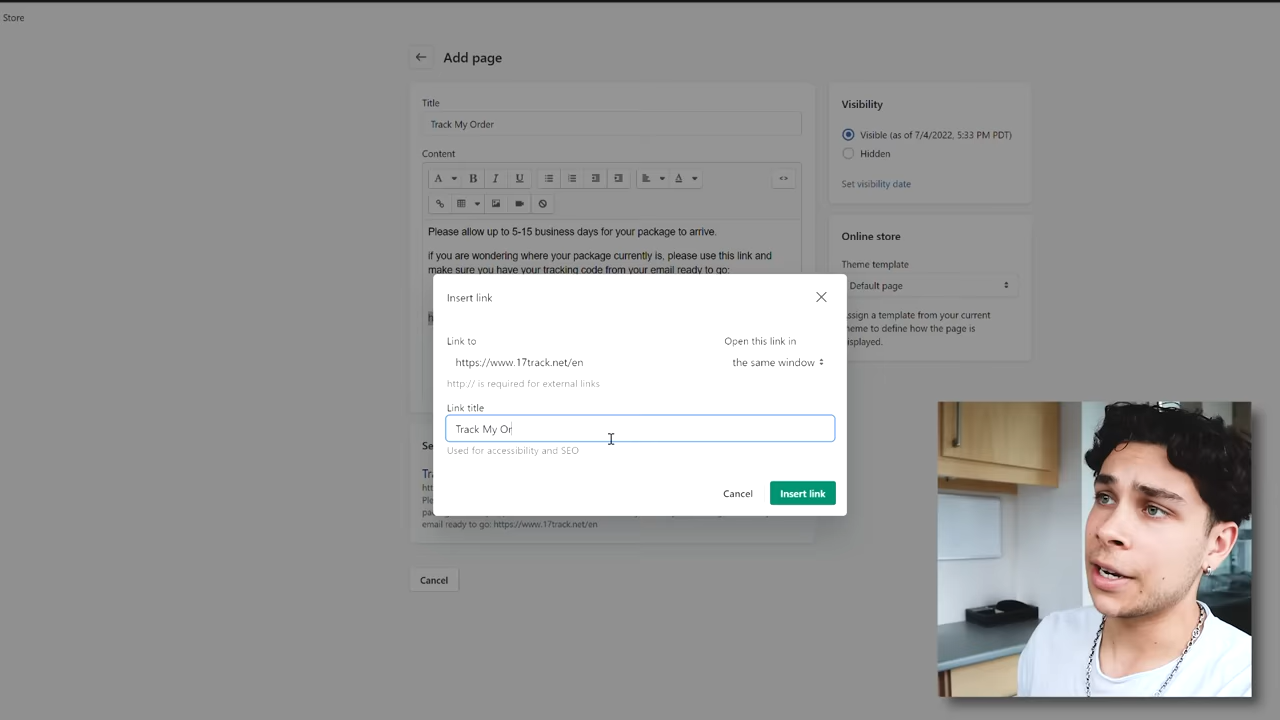 Store
Add page
Title
Track My Order
Content
A B I U A <>
Please allow up to 5-15 business days for your package to arrive.
if you are wondering where your package currently is, please use this link and
make sure you have your tracking code from your email ready to go:
Visibility
Visible (as of 7/4/2022, 5:33 PM PDT)
Hidden
Set visibility date
Online store
Theme template
Default page
Assign a template from your current
theme to define how the page is
displayed.
Insert link
Link to
Open this link in
https://www.17track.net/en
the same window
http:// is required for external links
Link title
Track My Or
Used for accessibility and SEO
Cancel
Insert link
email ready to go: https://www.17track.net/en
Cancel